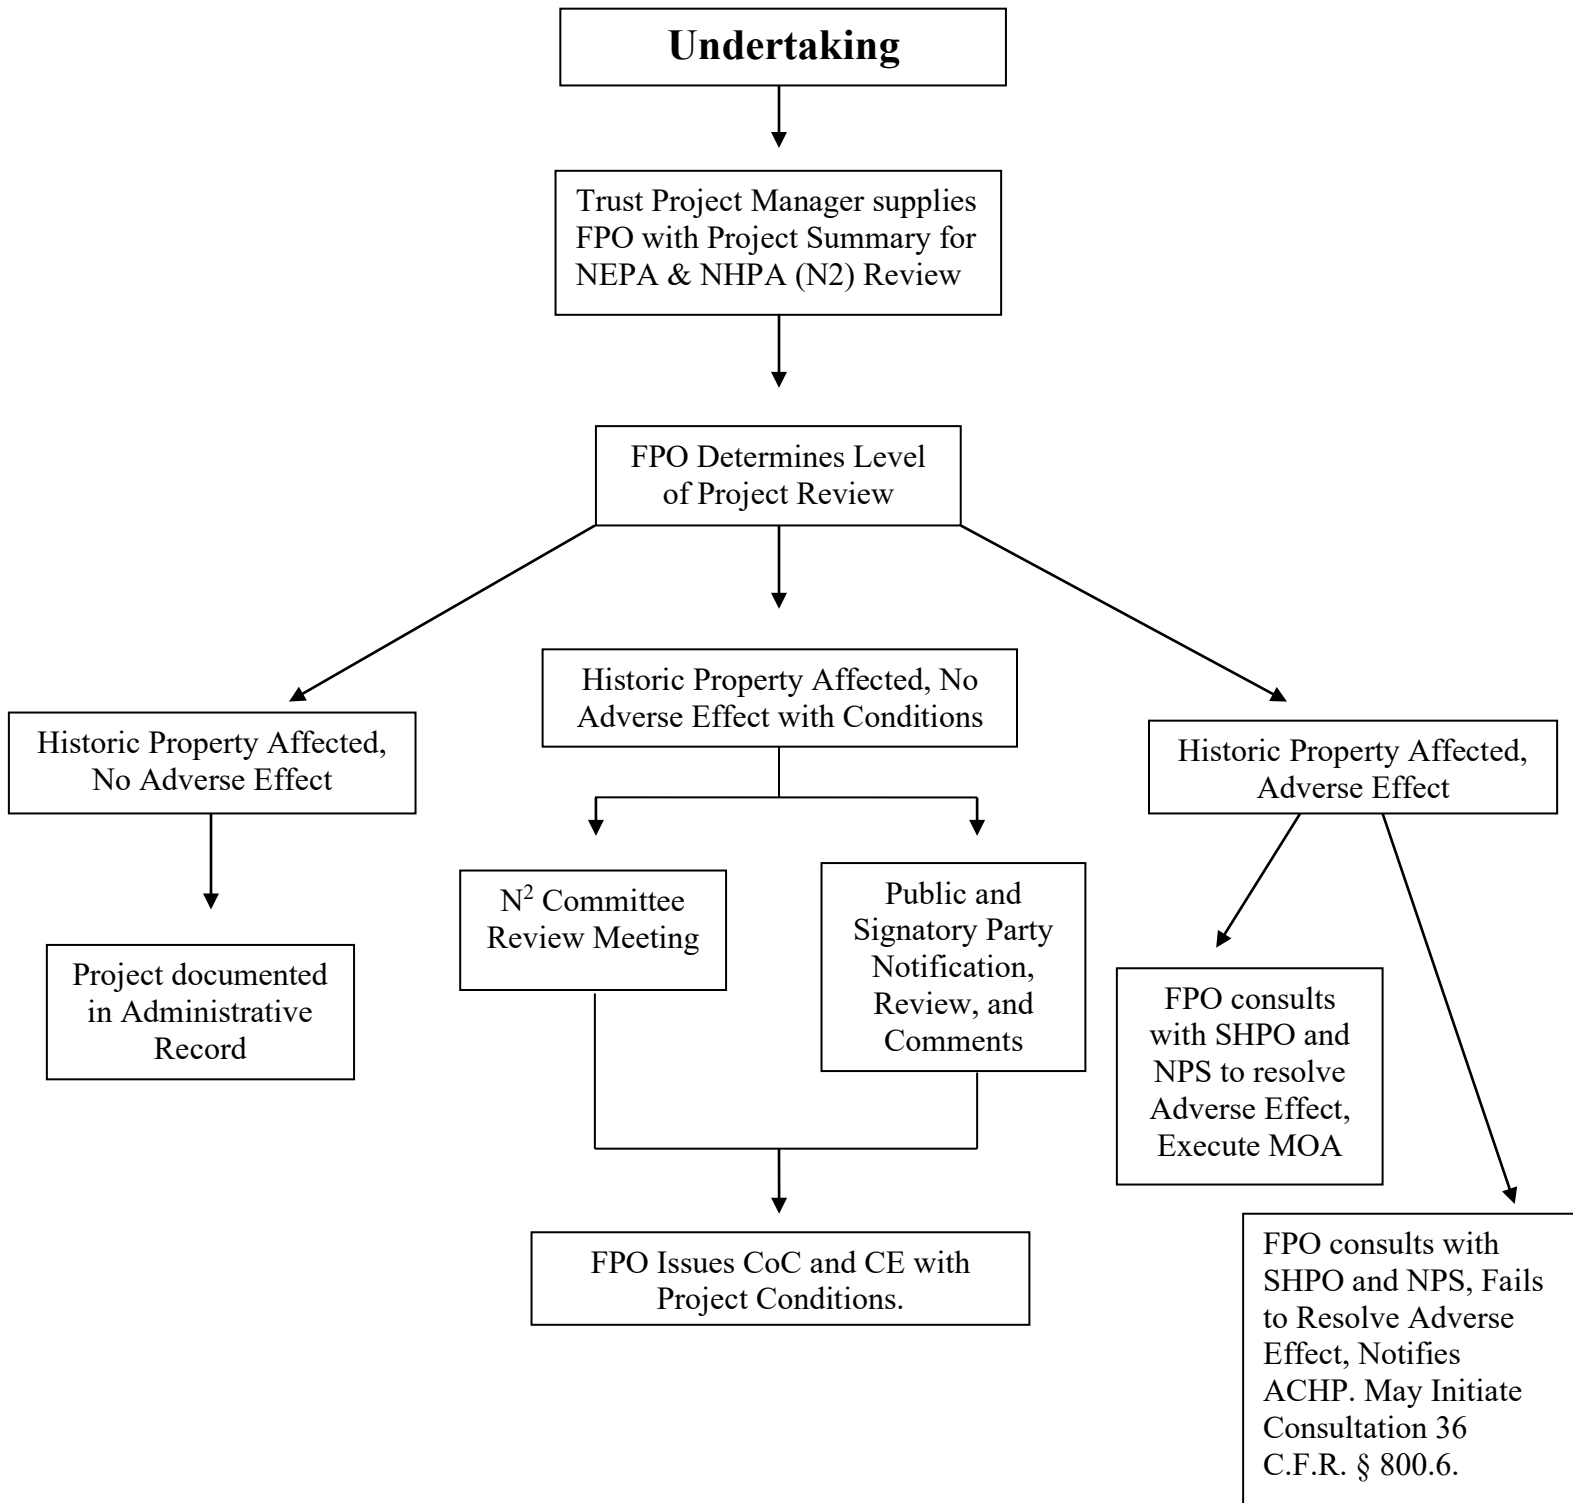 Undertaking
Trust Project Manager supplies
FPO with Project Summary for
NEPA & NHPA (N2) Review
FPO Determines Level
of Project Review
Historic Property Affected,
No Adverse Effect
Historic Property Affected, No
Adverse Effect with Conditions
Historic Property Affected,
Adverse Effect
Project documented
in Administrative
Record
N² Committee
Review Meeting
Public and
Signatory Party
Notification,
Review, and
Comments
FPO consults
with SHPO and
NPS to resolve
Adverse Effect,
Execute MOA
FPO Issues CoC and CE with
Project Conditions.
FPO consults with
SHPO and NPS, Fails
to Resolve Adverse
Effect, Notifies
ACHP. May Initiate
Consultation 36
C.F.R. § 800.6.